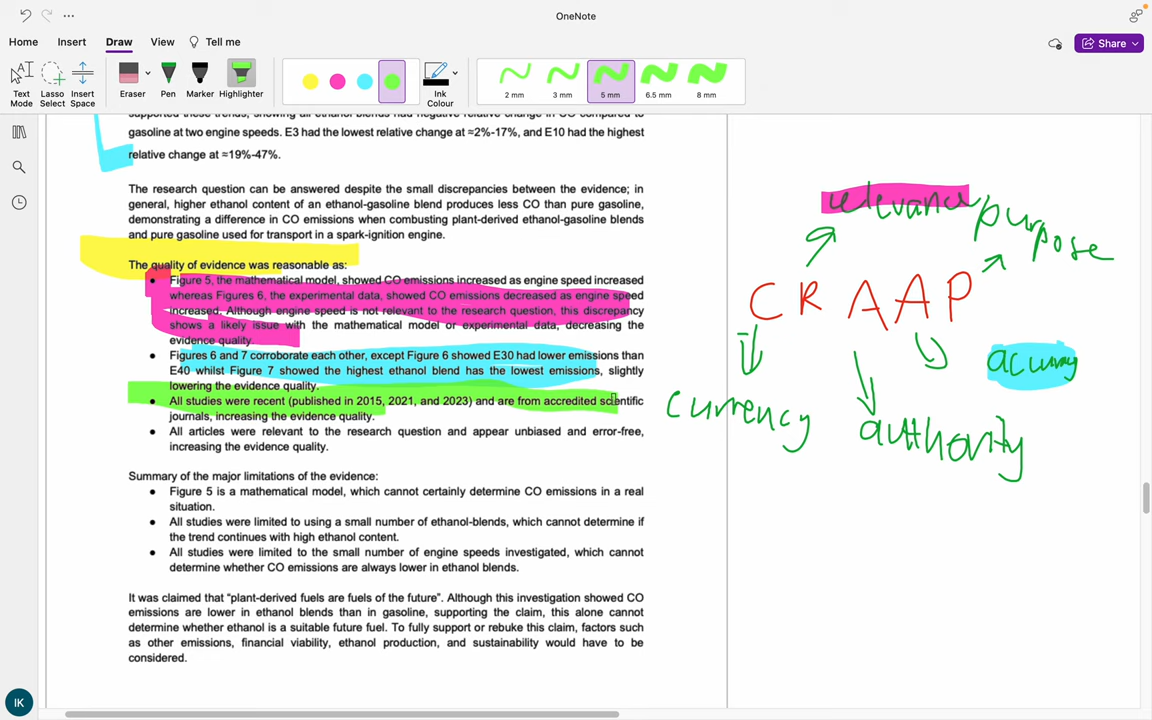 OneNote
Home
Insert
Draw
View
Tell me
Share
Text Mode
Lasso Select
Insert Space
Eraser
Pen
Marker
Highlighter
Ink Colour
2 mm
3 mm
5 mm
6.5 mm
8 mm
supported these trends, showing all ethanol blends had negative relative change in CO compared to
gasoline at two engine speeds. E3 had the lowest relative change at ≈2%-17%, and E10 had the highest
relative change at ≈19%-47%.
The research question can be answered despite the small discrepancies between the evidence; in
general, higher ethanol content of an ethanol-gasoline blend produces less CO than pure gasoline,
demonstrating a difference in CO emissions when combusting plant-derived ethanol-gasoline blends
and pure gasoline used for transport in a spark-ignition engine.
The quality of evidence was reasonable as:
• Figure 5, the mathematical model, showed CO emissions increased as engine speed increased
whereas Figures 6, the experimental data, showed CO emissions decreased as engine speed
increased. Although engine speed is not relevant to the research question, this discrepancy
shows a likely issue with the mathematical model or experimental data, decreasing the
evidence quality.
• Figures 6 and 7 corroborate each other, except Figure 6 showed E30 had lower emissions than
E40 whilst Figure 7 showed the highest ethanol blend has the lowest emissions, slightly
lowering the evidence quality.
• All studies were recent (published in 2015, 2021, and 2023) and are from accredited scientific
journals, increasing the evidence quality.
• All articles were relevant to the research question and appear unbiased and error-free,
increasing the evidence quality.
Summary of the major limitations of the evidence:
• Figure 5 is a mathematical model, which cannot certainly determine CO emissions in a real
situation.
• All studies were limited to using a small number of ethanol-blends, which cannot determine if
the trend continues with high ethanol content.
• All studies were limited to the small number of engine speeds investigated, which cannot
determine whether CO emissions are always lower in ethanol blends.
It was claimed that “plant-derived fuels are fuels of the future”. Although this investigation showed CO
emissions are lower in ethanol blends than in gasoline, supporting the claim, this alone cannot
determine whether ethanol is a suitable future fuel. To fully support or rebuke this claim, factors such
as other emissions, financial viability, ethanol production, and sustainability would have to be
considered.
relevance
purpose
CRAAP
currency
authority
IK